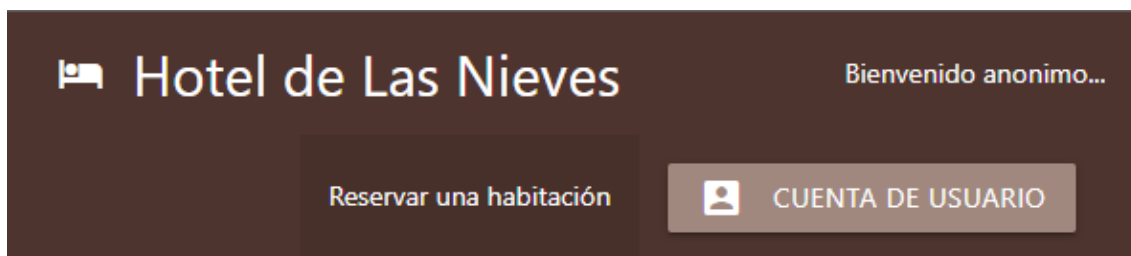 Hotel de Las Nieves
Bienvenido anonimo...
Reservar una habitación
CUENTA DE USUARIO